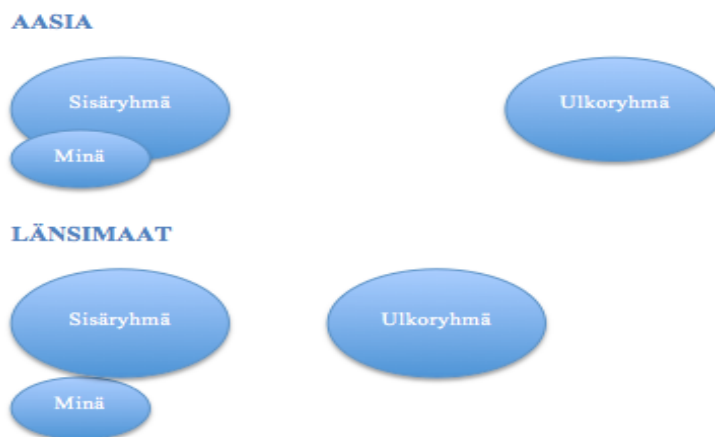 AASIA
Sisäryhmä
Ulkoryhmä
Minä
LÄNSIMAAT
Sisäryhmä
Ulkoryhmä
Minä